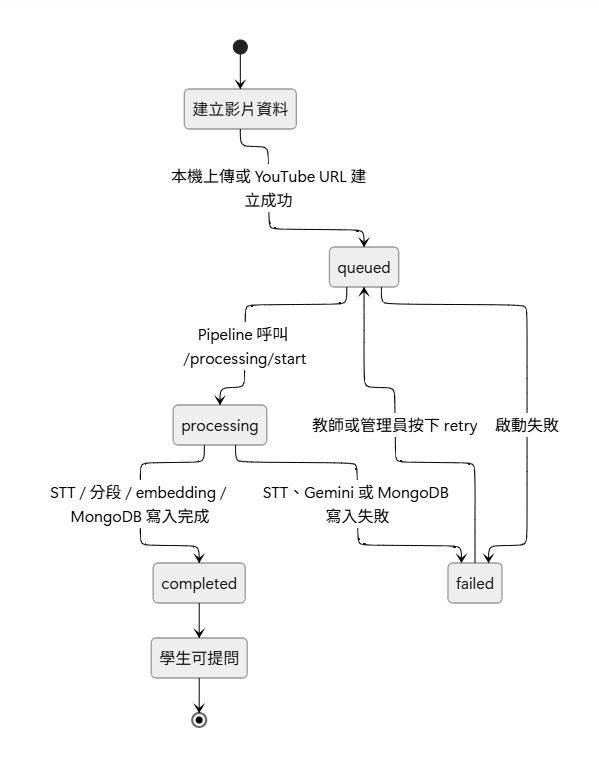 建立影片資料
本機上傳或 YouTube URL 建
立成功
queued
Pipeline 呼叫
/processing/start
processing
教師或管理員按下 retry
啟動失敗
STT / 分段 / embedding /
MongoDB 寫入完成
STT、Gemini 或 MongoDB
寫入失敗
completed
failed
學生可提問